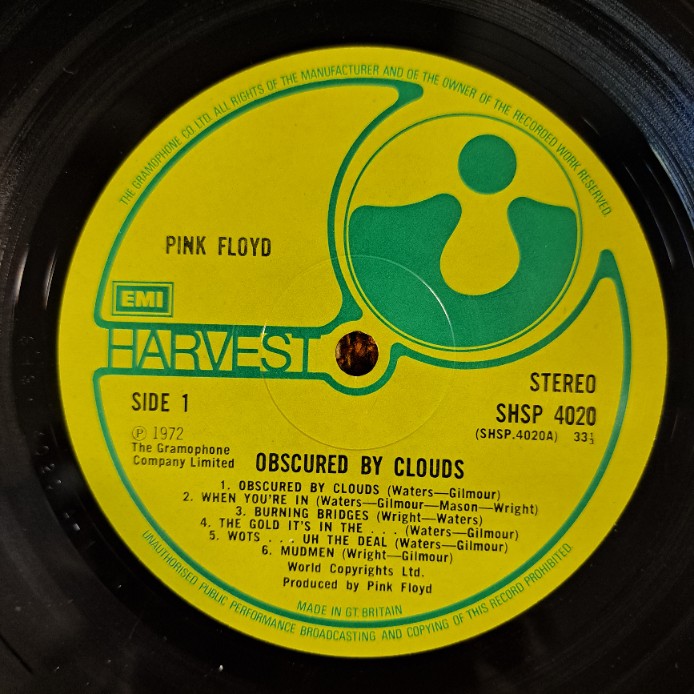 THE GRAMOPHONE CO. LTD. ALL RIGHTS OF THE MANUFACTURER AND OF THE OWNER OF THE RECORDED WORK RESERVED.
PINK FLOYD
EMI
HARVEST
SIDE 1
STEREO
SHSP 4020
(SHSP.4020A) 33⅓
Ⓟ 1972
The Gramophone
Company Limited
OBSCURED BY CLOUDS
1. OBSCURED BY CLOUDS (Waters—Gilmour)
2. WHEN YOU'RE IN (Waters—Gilmour—Mason—Wright)
3. BURNING BRIDGES (Wright—Waters)
4. THE GOLD IT'S IN THE . . . (Waters—Gilmour)
5. WOTS . . . UH THE DEAL (Waters—Gilmour)
6. MUDMEN (Wright—Gilmour)
World Copyrights Ltd.
Produced by Pink Floyd
MADE IN GT. BRITAIN
UNAUTHORISED PUBLIC PERFORMANCE BROADCASTING AND COPYING OF THIS RECORD PROHIBITED.